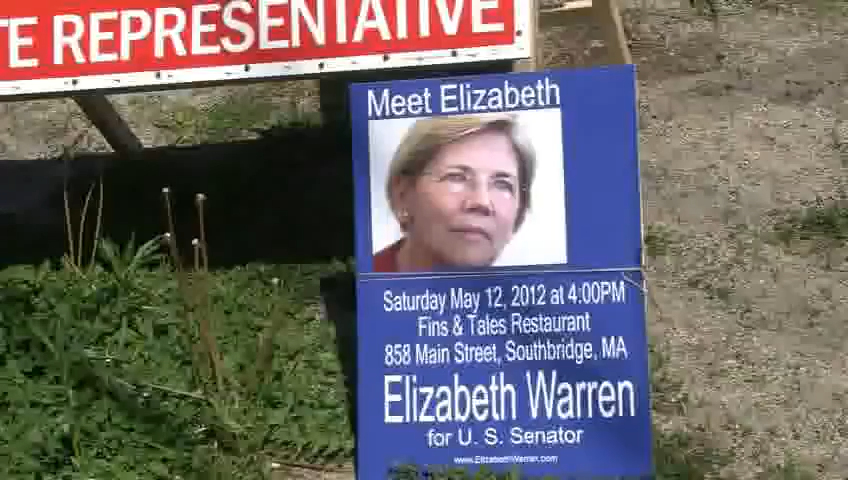 TE REPRESENTATIVE
Meet Elizabeth
Saturday May 12, 2012 at 4:00PM
Fins & Tales Restaurant
858 Main Street, Southbridge, MA
Elizabeth Warren
for U. S. Senator
www.ElizabethWarren.com